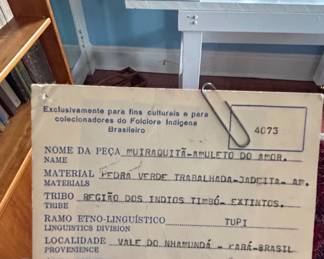 Exclusivamente para fins culturais e para
colecionadores do Folclore Indígena
Brasileiro
4073
NOME DA PEÇA MUIRAQUITÃ-AMULETO DO AMOR.
NAME
MATERIAL PEDRA VERDE TRABALHADA-JADEITA- AM.
MATERIALS
TRIBO REGIÃO DOS INDIOS TIMBÓ. EXTINTOS.
TRIBE
RAMO ETNO-LINGUÍSTICO TUPI
LINGUISTICS DIVISION
LOCALIDADE VALE DO NHAMUNDÁ - PARÁ-BRASIL
PROVENIENCE